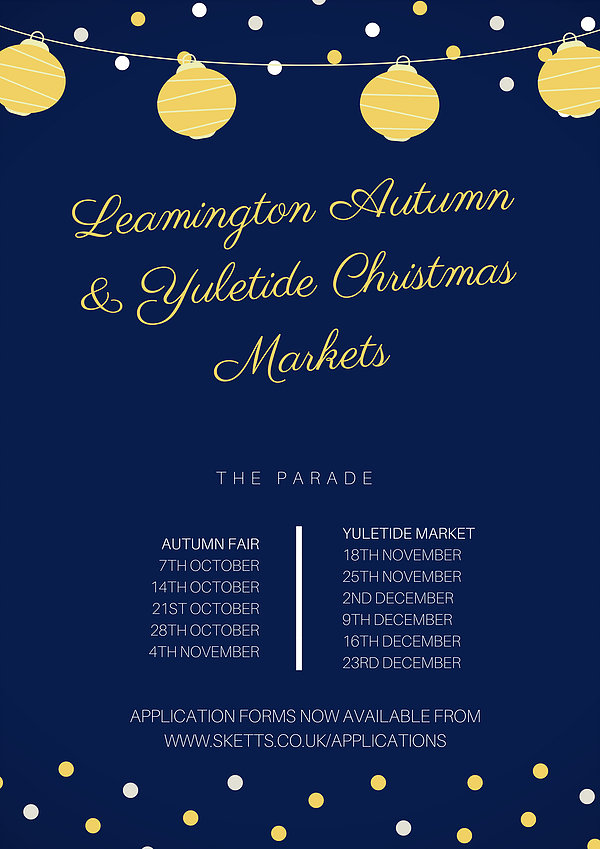 Leamington Autumn
& Yuletide Christmas
Markets
THE PARADE
AUTUMN FAIR
7TH OCTOBER
14TH OCTOBER
21ST OCTOBER
28TH OCTOBER
4TH NOVEMBER
YULETIDE MARKET
18TH NOVEMBER
25TH NOVEMBER
2ND DECEMBER
9TH DECEMBER
16TH DECEMBER
23RD DECEMBER
APPLICATION FORMS NOW AVAILABLE FROM
WWW.SKETTS.CO.UK/APPLICATIONS